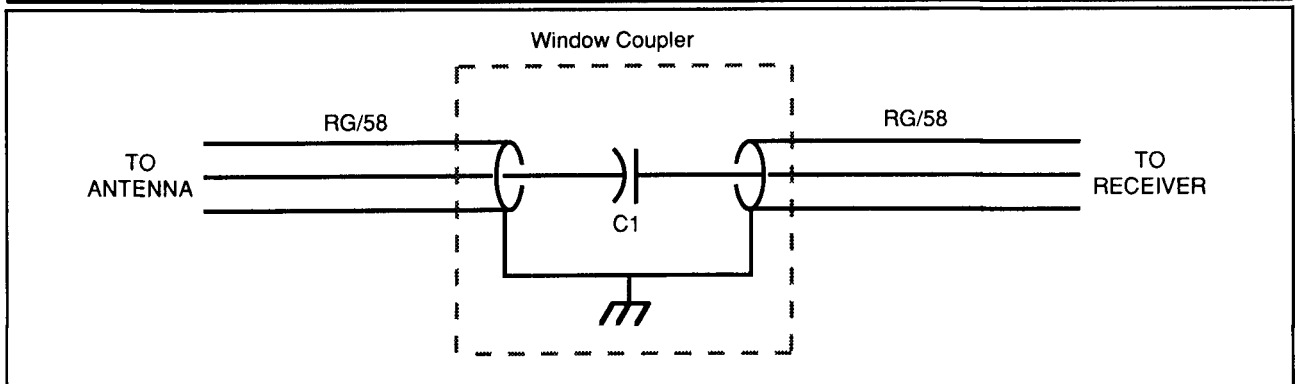 Window Coupler
RG/58
RG/58
TO
ANTENNA
TO
RECEIVER
C1